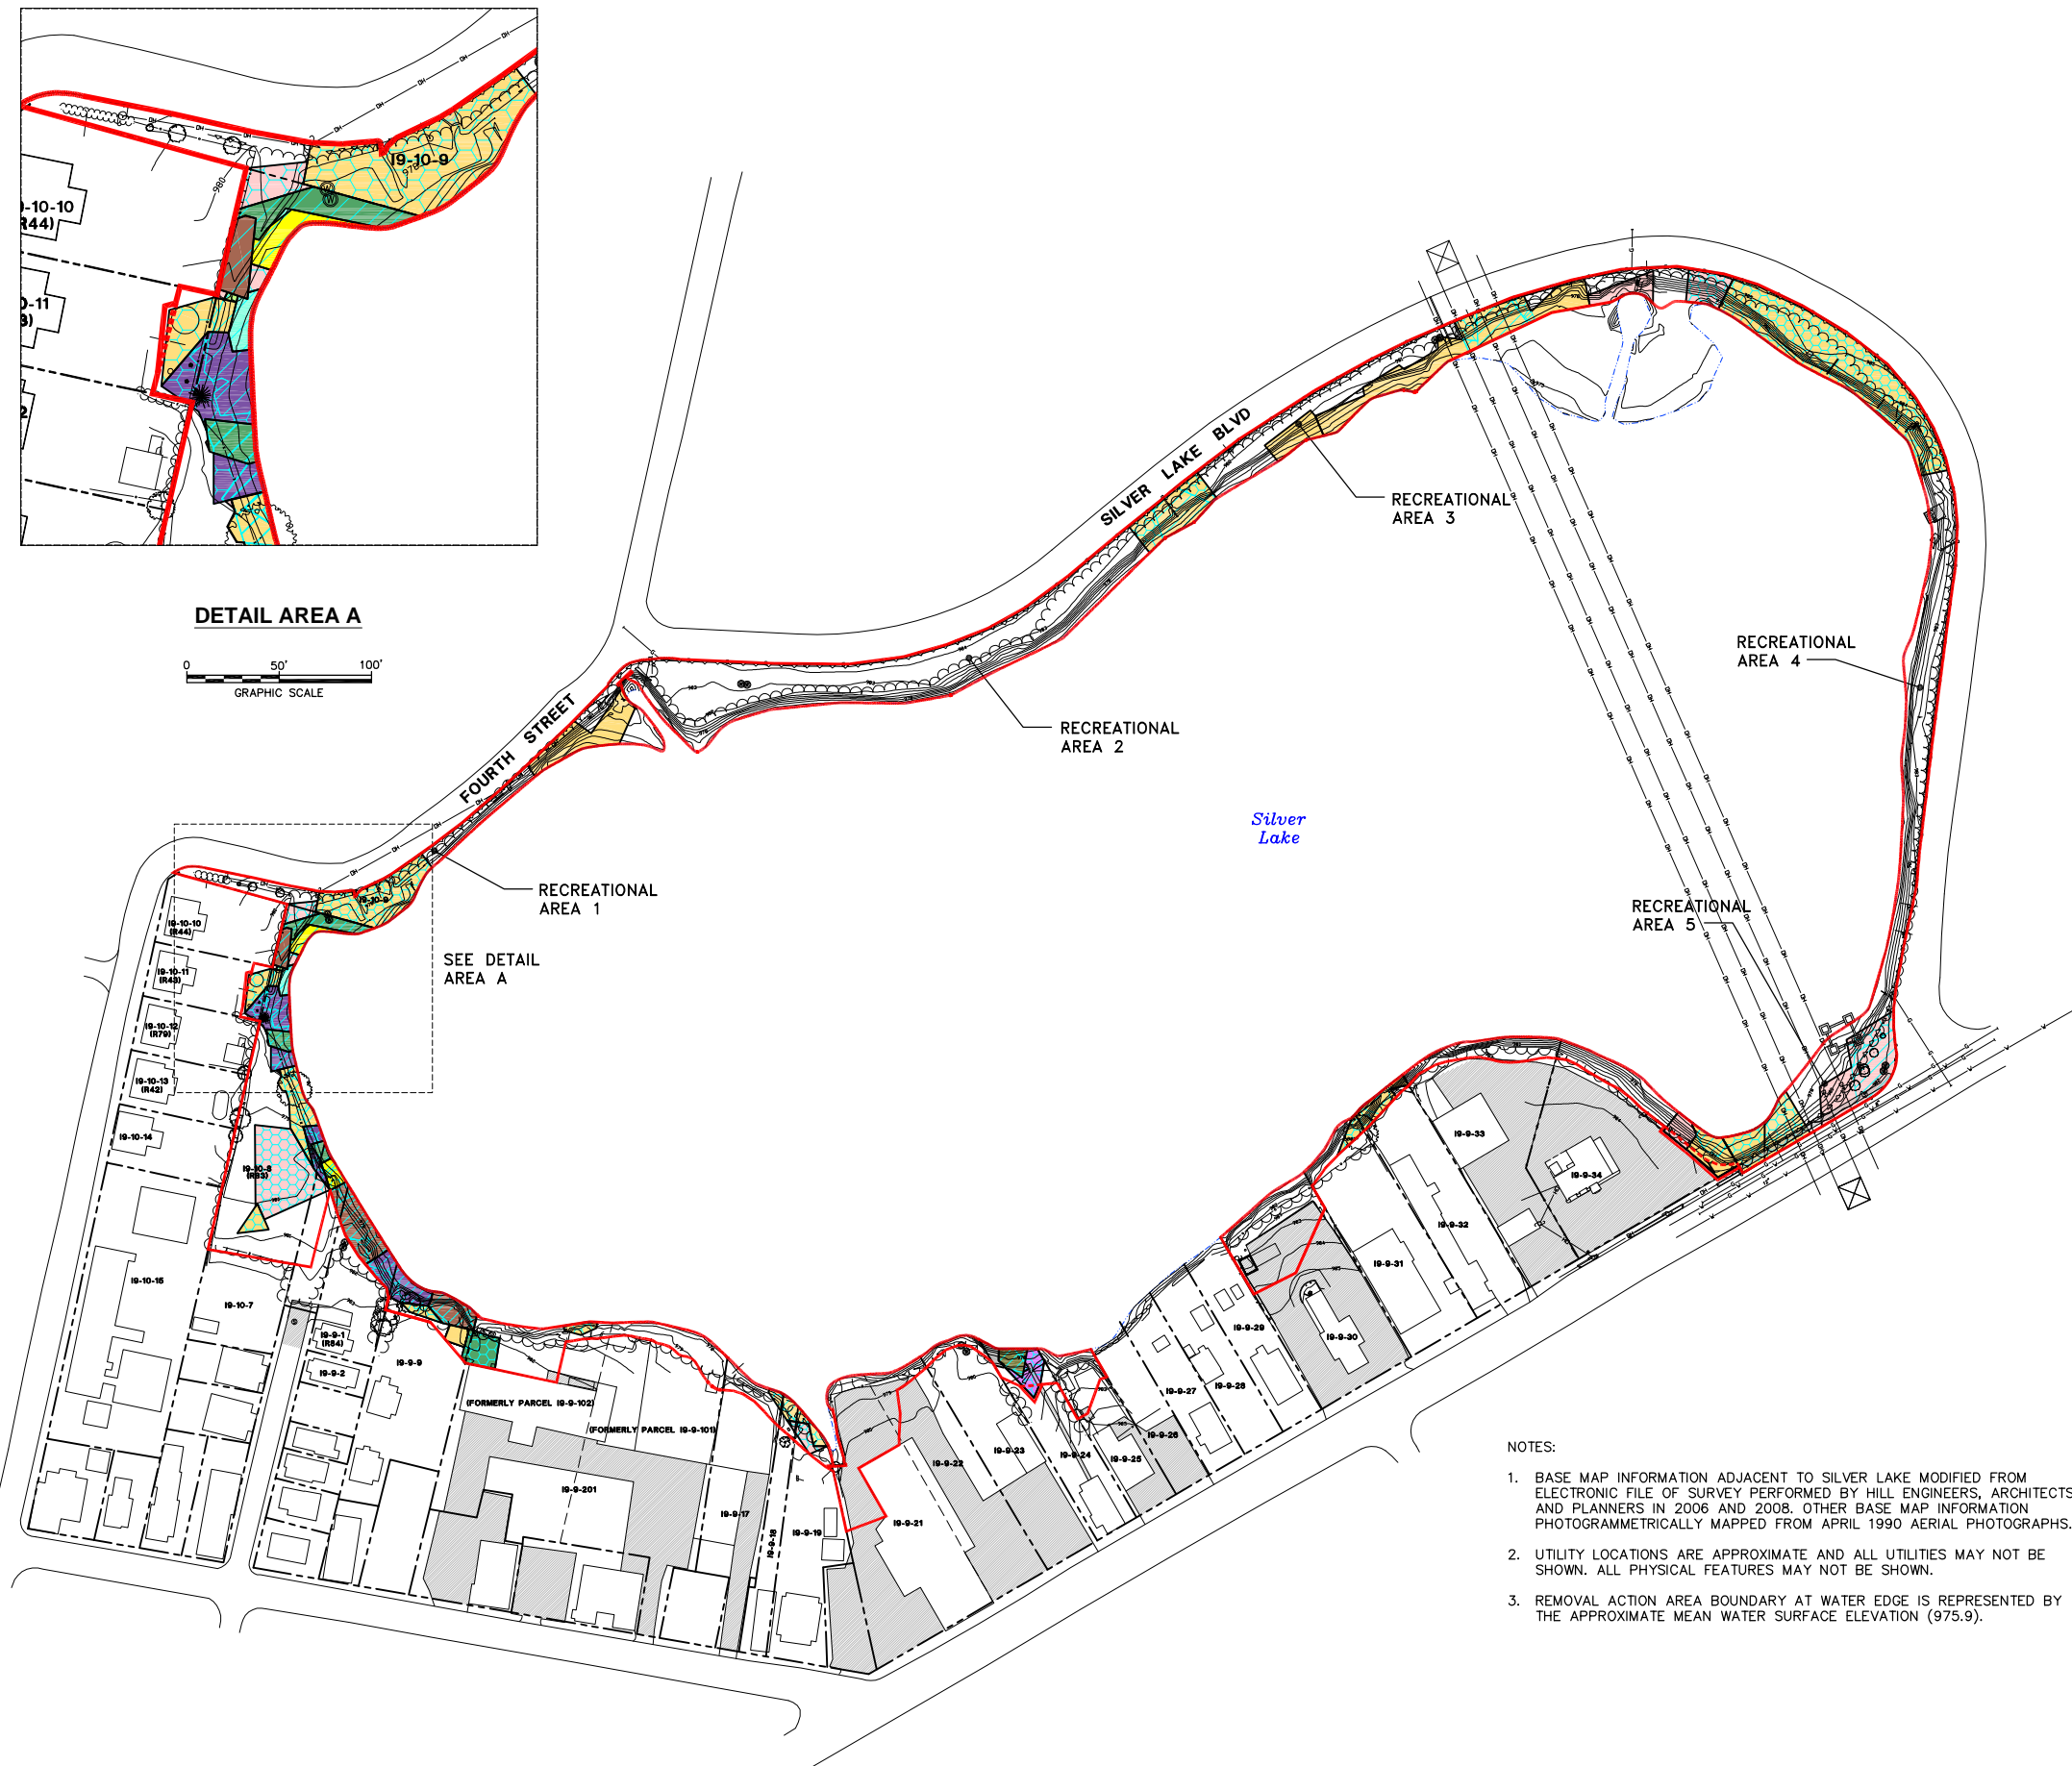 I9-10-9
978
980
I9-10-10
R44)
DETAIL AREA A
0 50' 100'
GRAPHIC SCALE
SILVER LAKE BLVD
RECREATIONAL
AREA 3
RECREATIONAL
AREA 4
FOURTH STREET
RECREATIONAL
AREA 2
Silver
Lake
RECREATIONAL
AREA 1
RECREATIONAL
AREA 5
SEE DETAIL
AREA A
I9-10-9
I9-10-10
(R44)
I9-10-11
(R43)
I9-10-12
(R79)
I9-10-13
(R42)
I9-10-14
I9-10-8
(R83)
I9-10-15
I9-10-7
I9-9-1
(R84)
I9-9-2
I9-9-9
(FORMERLY PARCEL I9-9-102)
(FORMERLY PARCEL I9-9-101)
I9-9-201
I9-9-17
I9-9-18
I9-9-19
I9-9-21
I9-9-22
I9-9-23
I9-9-24
I9-9-25
I9-9-26
I9-9-27
I9-9-28
I9-9-29
I9-9-30
I9-9-31
I9-9-32
I9-9-33
I9-9-34
NOTES:
1. BASE MAP INFORMATION ADJACENT TO SILVER LAKE MODIFIED FROM
ELECTRONIC FILE OF SURVEY PERFORMED BY HILL ENGINEERS, ARCHITECTS
AND PLANNERS IN 2006 AND 2008. OTHER BASE MAP INFORMATION
PHOTOGRAMMETRICALLY MAPPED FROM APRIL 1990 AERIAL PHOTOGRAPHS.
2. UTILITY LOCATIONS ARE APPROXIMATE AND ALL UTILITIES MAY NOT BE
SHOWN. ALL PHYSICAL FEATURES MAY NOT BE SHOWN.
3. REMOVAL ACTION AREA BOUNDARY AT WATER EDGE IS REPRESENTED BY
THE APPROXIMATE MEAN WATER SURFACE ELEVATION (975.9).